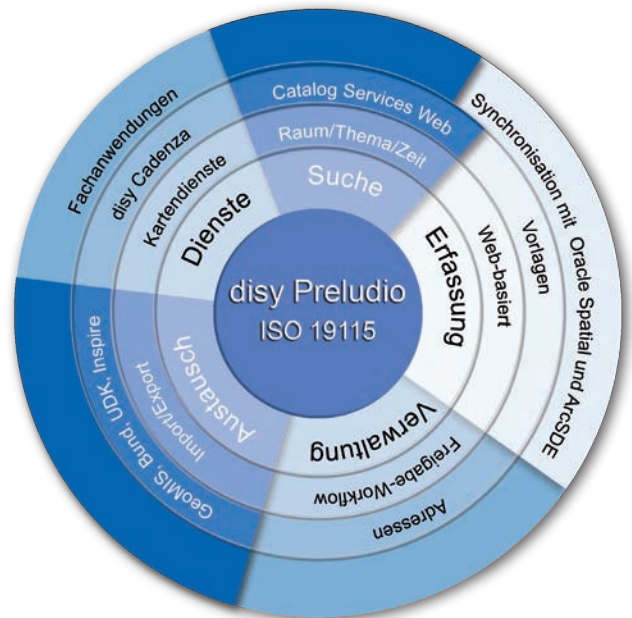 disy Preludio
ISO 19115
Suche
Raum/Thema/Zeit
Catalog Services Web
Erfassung
Web-basiert
Vorlagen
Synchronisation mit Oracle Spatial und ArcSDE
Verwaltung
Freigabe-Workflow
Adressen
Austausch
Import/Export
GeoMIS, Bund, UDK, Inspire
Dienste
Kartendienste
disy Cadenza
Fachanwendungen